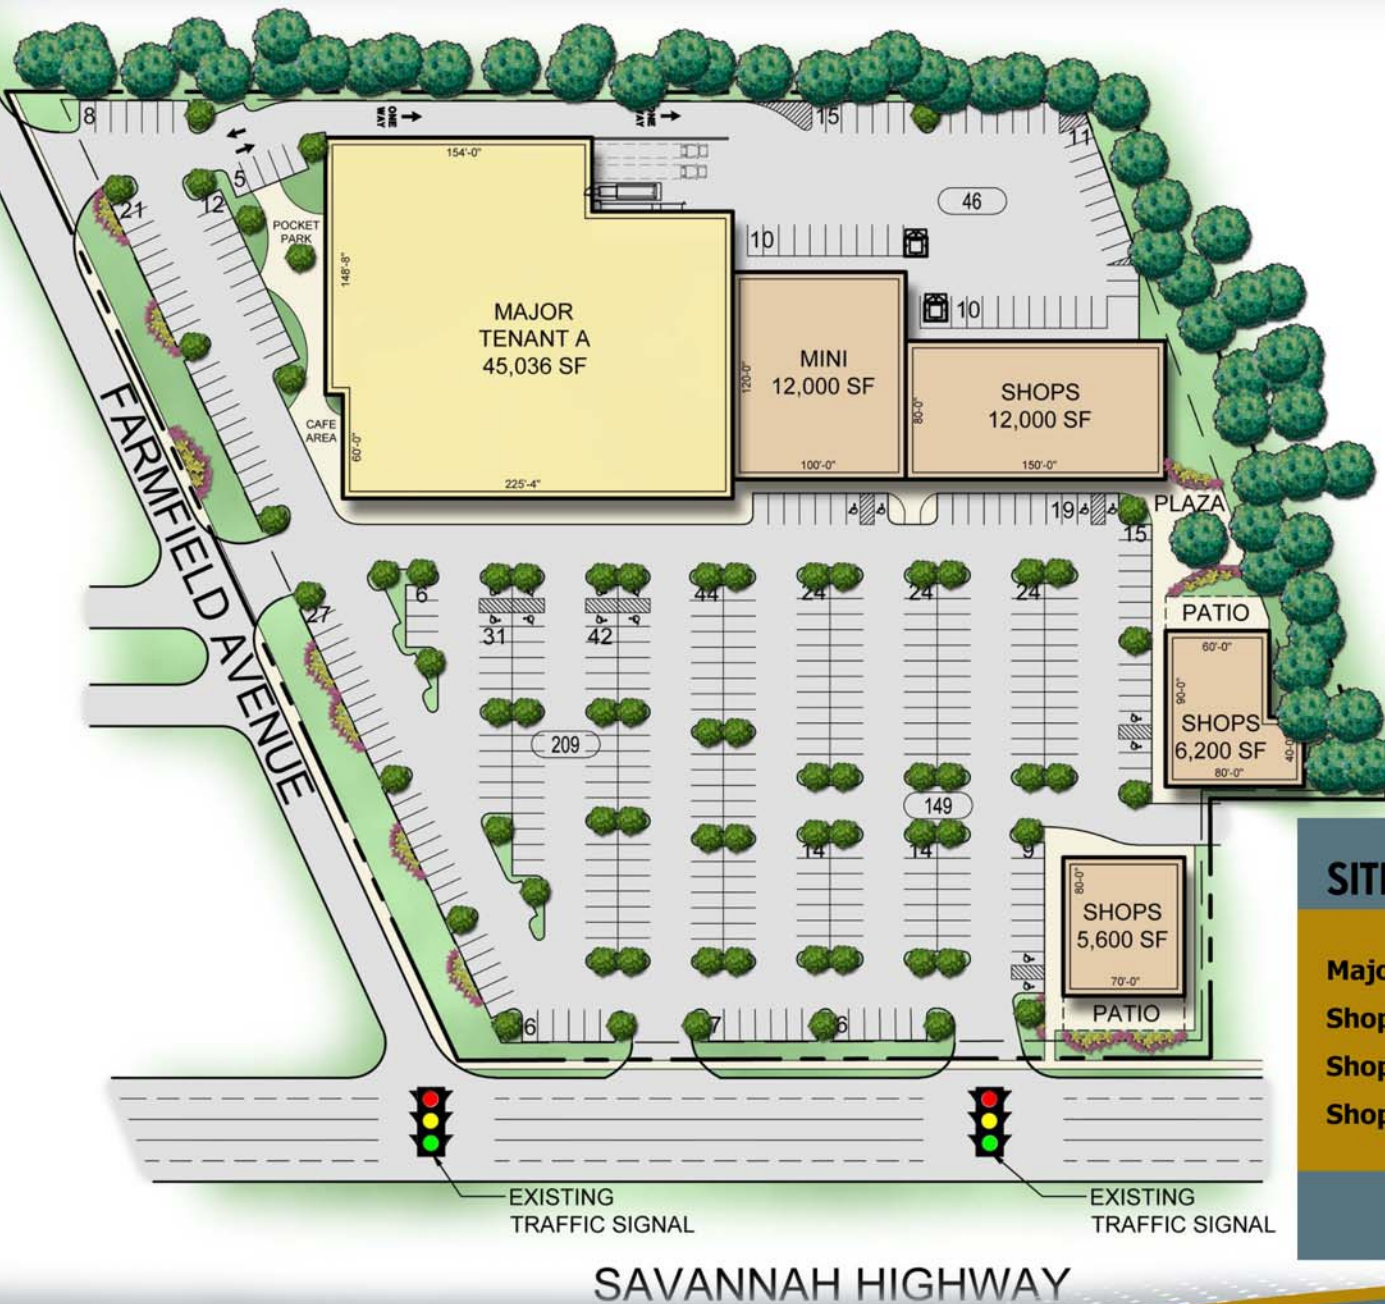 8
ONE
WAY
15
11
154'-0"
5
46
21
12
POCKET
PARK
10
148'-8"
10
MAJOR
TENANT A
45,036 SF
MINI
12,000 SF
120'-0"
SHOPS
12,000 SF
80'-0"
CAFE
AREA
60'-0"
100'-0"
150'-0"
225'-4"
FARMFIELD AVENUE
19
PLAZA
15
6
44
24
24
24
27
31
42
PATIO
60'-0"
90'-0"
SHOPS
6,200 SF
40-0
80'-0"
209
149
14
14
9
80-0"
SHOPS
5,600 SF
70'-0"
PATIO
6
7
6
SIT
Majo
Shop
Shop
Shop
EXISTING
TRAFFIC SIGNAL
EXISTING
TRAFFIC SIGNAL
SAVANNAH HIGHWAY